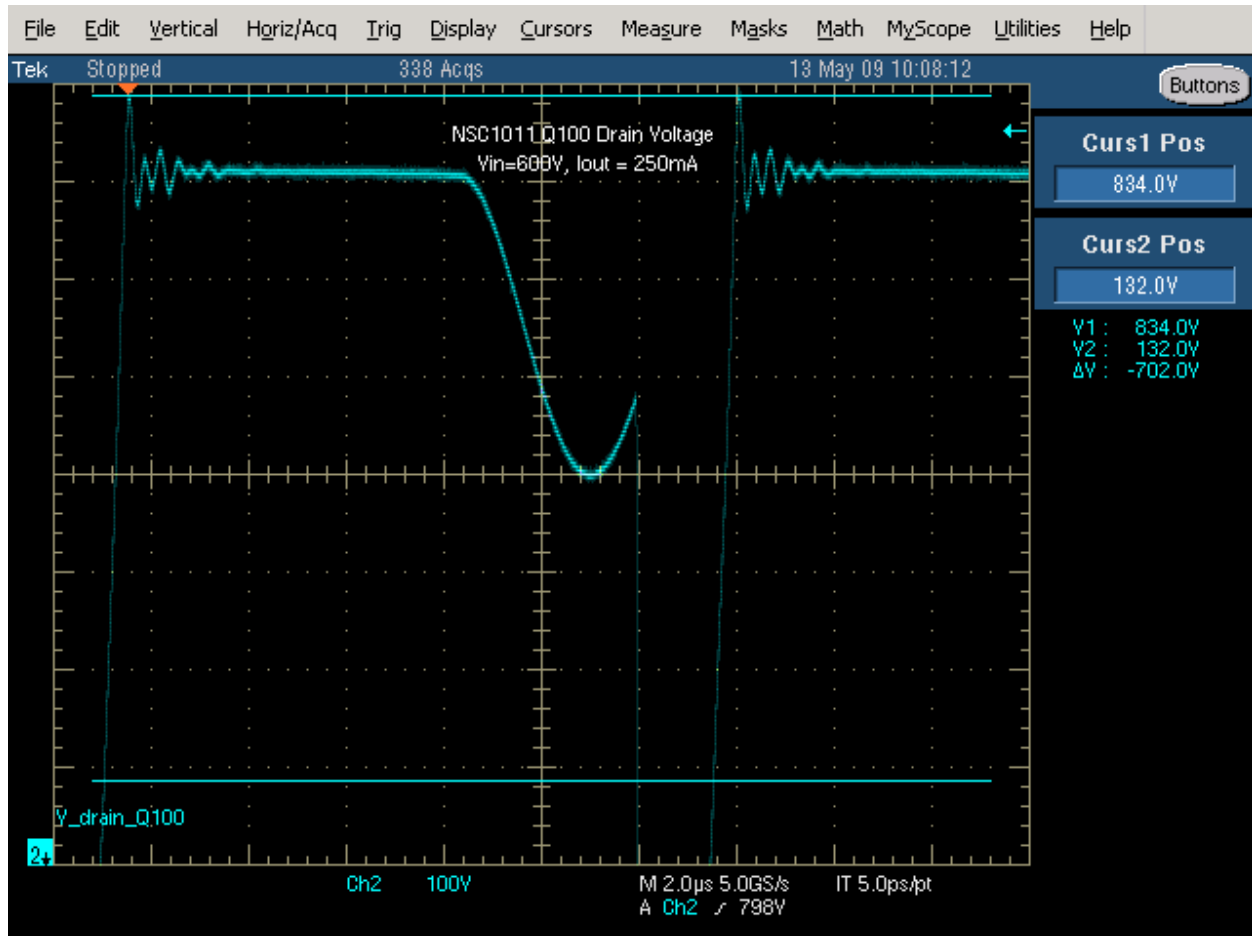 File Edit Vertical Horiz/Acq Trig Display Cursors Measure Masks Math MyScope Utilities Help
Tek Stopped 338 Acqs 13 May 09 10:08:12
Buttons
NSC1011 Q100 Drain Voltage
Vin=600V, Iout = 250mA
Curs1 Pos
834.0V
Curs2 Pos
132.0V
V1 : 834.0V
V2 : 132.0V
ΔV : -702.0V
V_drain_Q100
2
Ch2 100V M 2.0µs 5.0GS/s IT 5.0ps/pt
A Ch2 798V